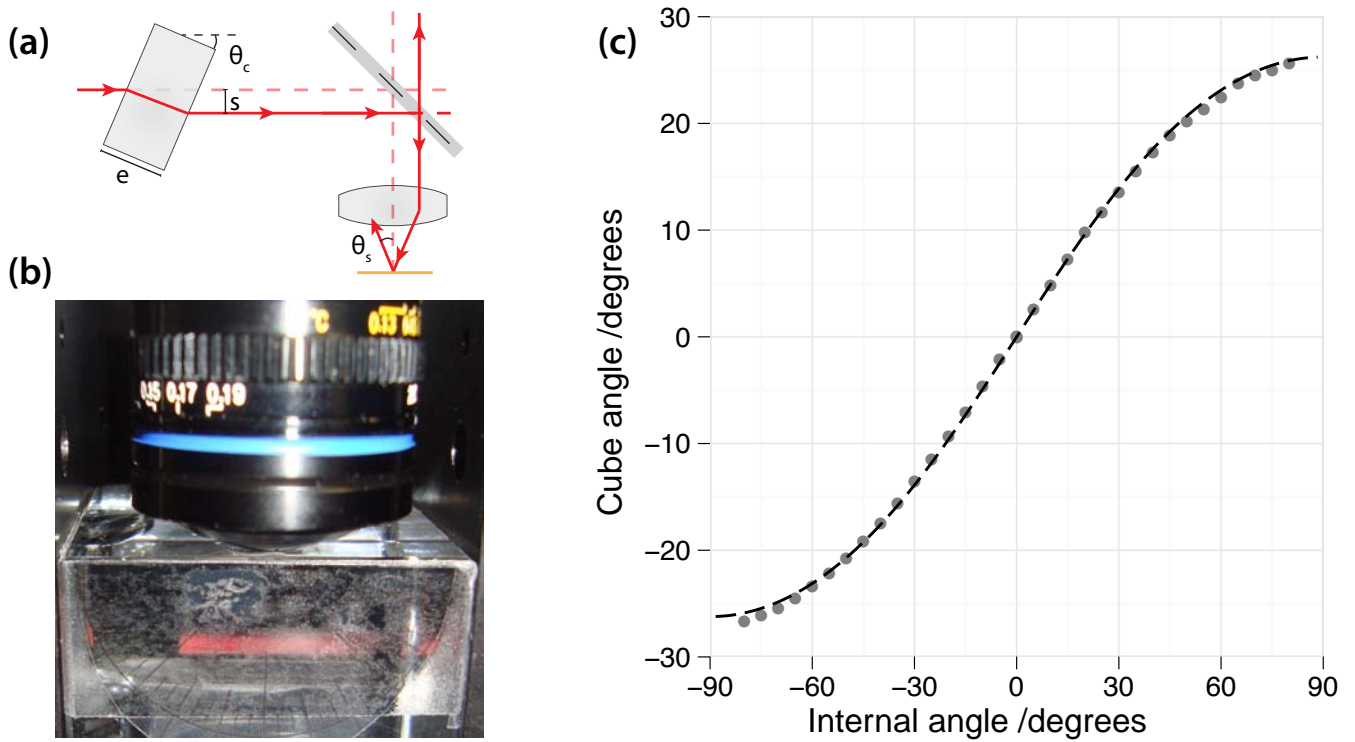 (a)
θc
s
e
θs
(b)
0.15 0.17 0.19
(c)
Cube angle /degrees
30
20
10
0
−10
−20
−30
−90 −60 −30 0 30 60 90
Internal angle /degrees